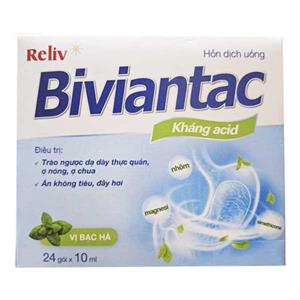 Reliv
Hỗn dịch uống
Biviantac
Kháng acid
Điều trị:
- Trào ngược dạ dày thực quản,
ợ nóng, ợ chua
- Ăn không tiêu, đầy hơi
nhôm
magnesi
simethicone
VỊ BẠC HÀ
24 gói x 10 ml